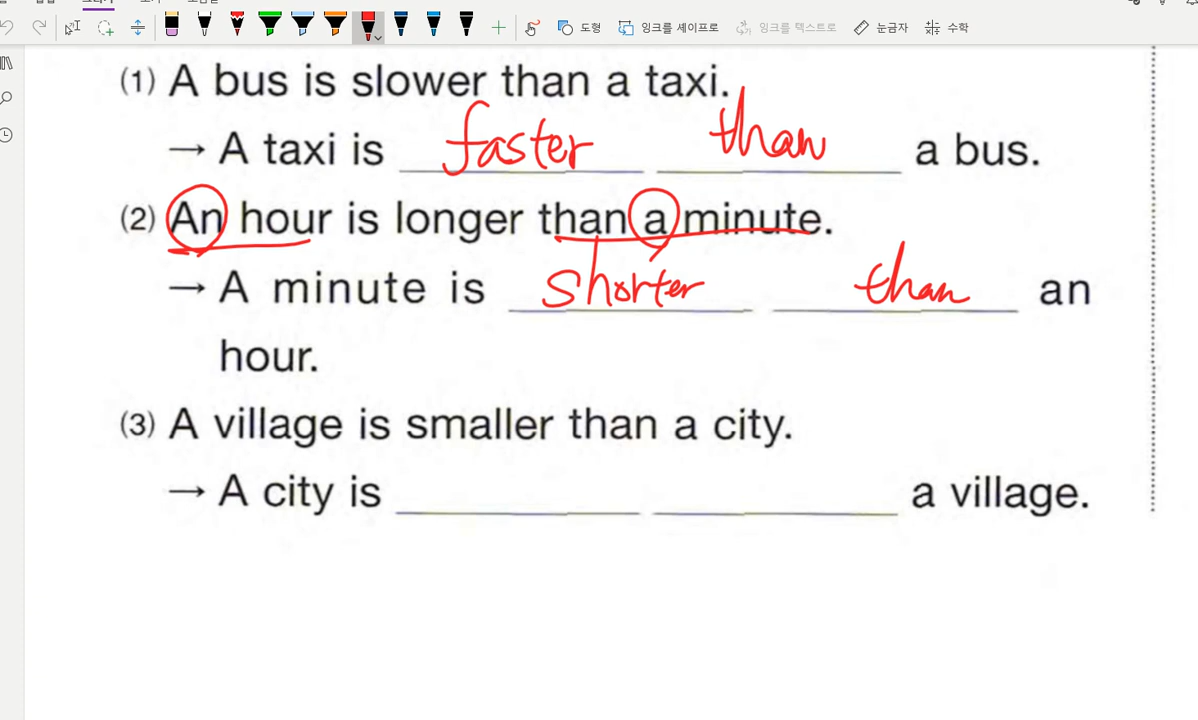 도형 잉크를 셰이프로 잉크를 텍스트로 눈금자 수학
(1) A bus is slower than a taxi.
→ A taxi is faster than a bus.
(2) An hour is longer than a minute.
→ A minute is shorter than an
hour.
(3) A village is smaller than a city.
→ A city is ________ ________ a village.